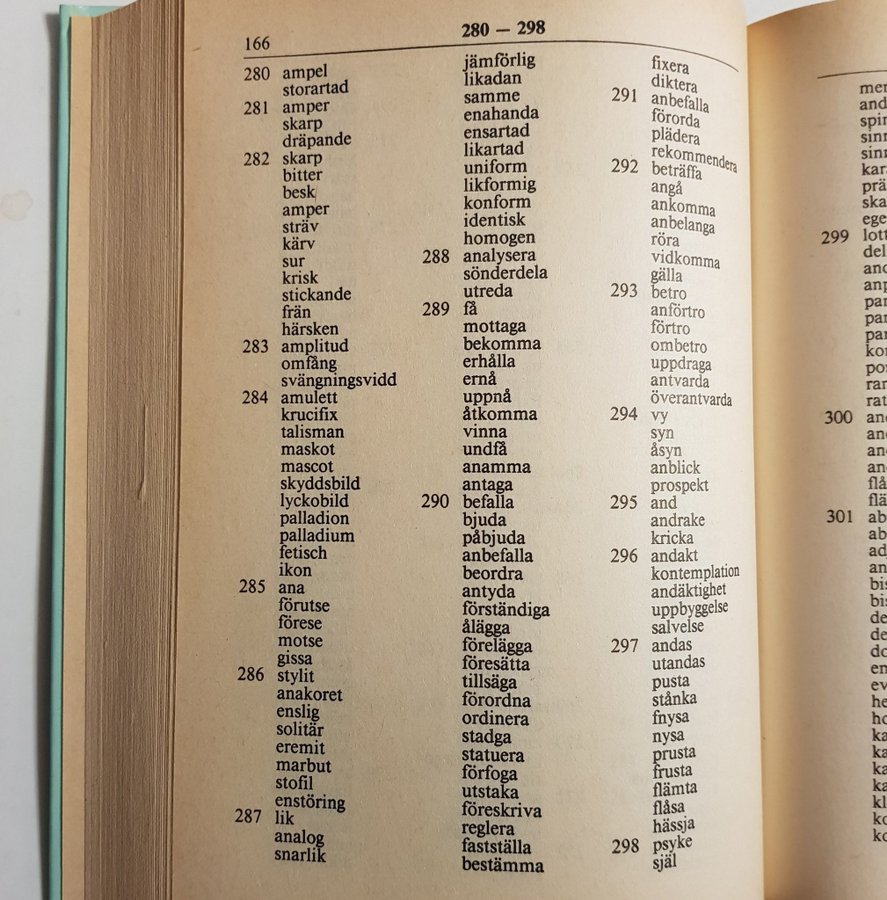 166
280 — 298
280 ampel
storartad
281 amper
skarp
dräpande
282 skarp
bitter
besk
amper
sträv
kärv
sur
krisk
stickande
frän
härsken
283 amplitud
omfång
svängningsvidd
284 amulett
krucifix
talisman
maskot
mascot
skyddsbild
lyckobild
palladion
palladium
fetisch
ikon
285 ana
förutse
förese
motse
gissa
286 stylit
anakoret
enslig
solitär
eremit
marbut
stofil
enstöring
287 lik
analog
snarlik
jämförlig
likadan
samme
enahanda
ensartad
likartad
uniform
likformig
konform
identisk
homogen
288 analysera
sönderdela
utreda
289 få
mottaga
bekomma
erhålla
ernå
uppnå
åtkomma
vinna
undfå
anamma
antaga
290 befalla
bjuda
påbjuda
anbefalla
beordra
antyda
förständiga
ålägga
förelägga
föresätta
tillsäga
förordna
ordinera
stadga
statuera
förfoga
utstaka
föreskriva
reglera
fastställa
bestämma
fixera
diktera
291 anbefalla
förorda
plädera
rekommendera
292 beträffa
angå
ankomma
anbelanga
röra
vidkomma
gälla
293 betro
anförtro
förtro
ombetro
uppdraga
antvarda
överantvarda
294 vy
syn
åsyn
anblick
prospekt
295 and
andrake
kricka
296 andakt
kontemplation
andäktighet
uppbyggelse
salvelse
297 andas
utandas
pusta
stånka
fnysa
nysa
prusta
frusta
flämta
flåsa
hässja
298 psyke
själ
299
300
301